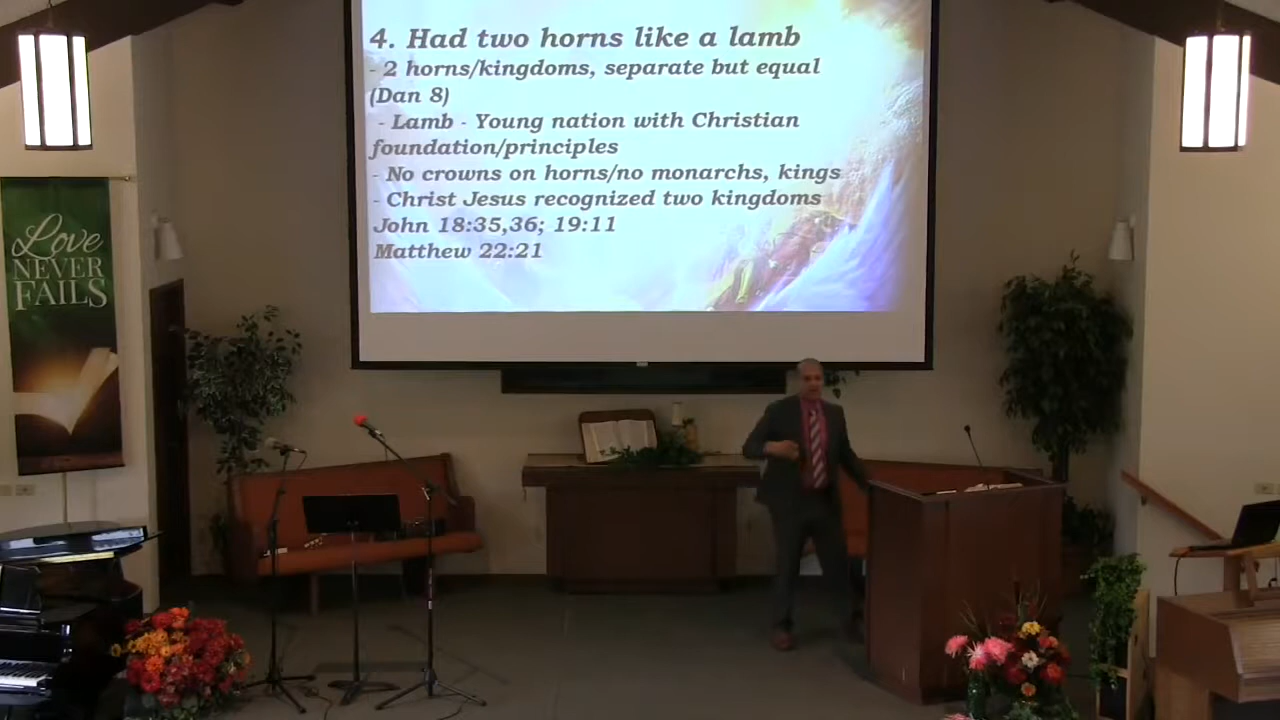 4. Had two horns like a lamb
- 2 horns/kingdoms, separate but equal
(Dan 8)
- Lamb - Young nation with Christian
foundation/principles
- No crowns on horns/no monarchs, kings
- Christ Jesus recognized two kingdoms
John 18:35,36; 19:11
Matthew 22:21
Love
NEVER
FAILS